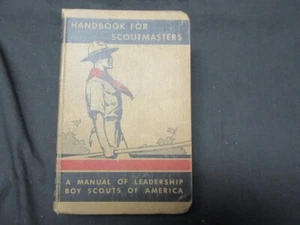 HANDBOOK FOR
SCOUTMASTERS
A MANUAL OF LEADERSHIP
BOY SCOUTS OF AMERICA